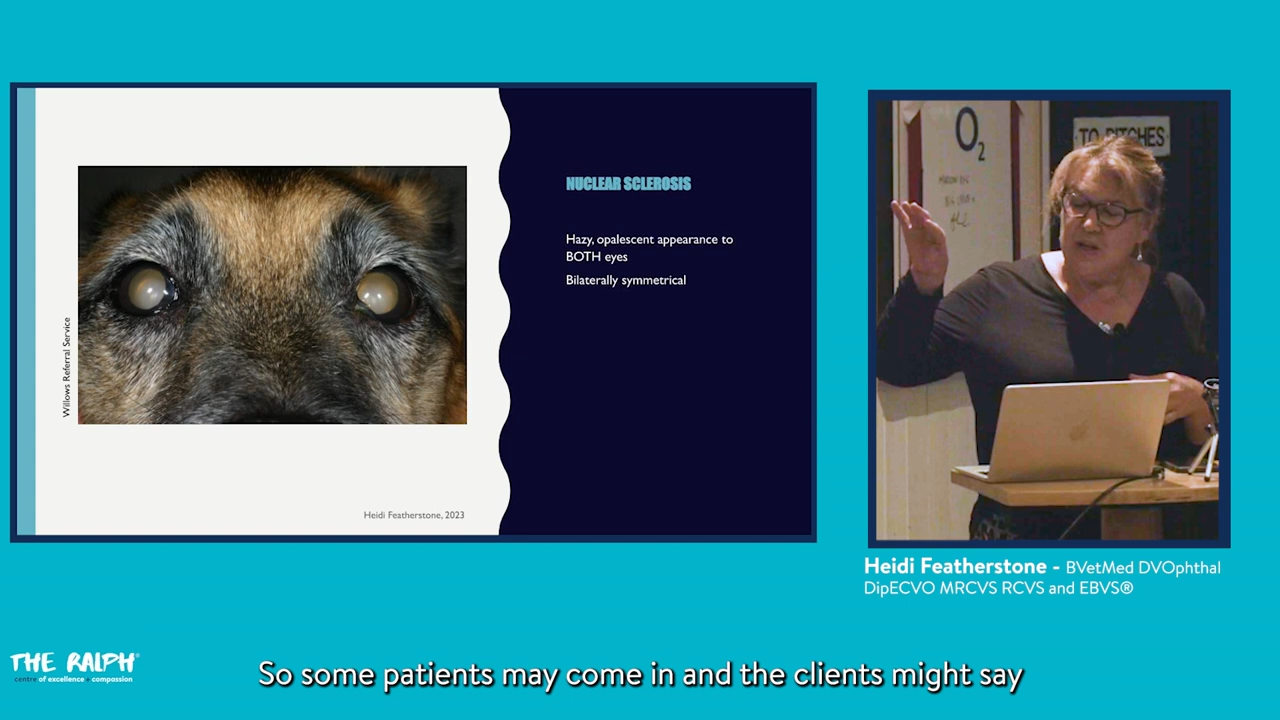 NUCLEAR SCLEROSIS
Hazy, opalescent appearance to
BOTH eyes
Bilaterally symmetrical
Willows Referral Service
Heidi Featherstone, 2023
O2
TO PITCHES
Heidi Featherstone - BVetMed DVOphthal
DipECVO MRCVS RCVS and EBVS®
THE RALPH®
centre of excellence + compassion
So some patients may come in and the clients might say